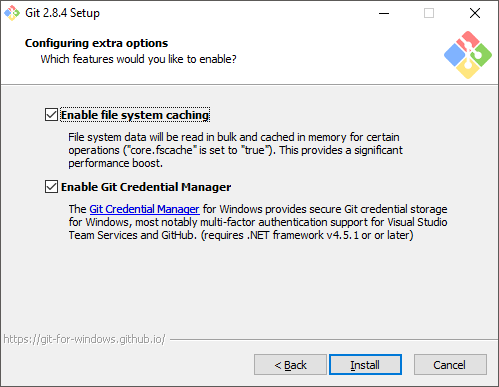 Git 2.8.4 Setup
Configuring extra options
Which features would you like to enable?
Enable file system caching
File system data will be read in bulk and cached in memory for certain
operations ("core.fscache" is set to "true"). This provides a significant
performance boost.
Enable Git Credential Manager
The Git Credential Manager for Windows provides secure Git credential storage
for Windows, most notably multi-factor authentication support for Visual Studio
Team Services and GitHub. (requires .NET framework v4.5.1 or or later)
https://git-for-windows.github.io/
< Back
Install
Cancel